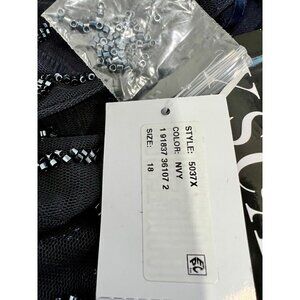 STYLE: 5037X
COLOR: NVY
1 91837 36107 2
SIZE: 18